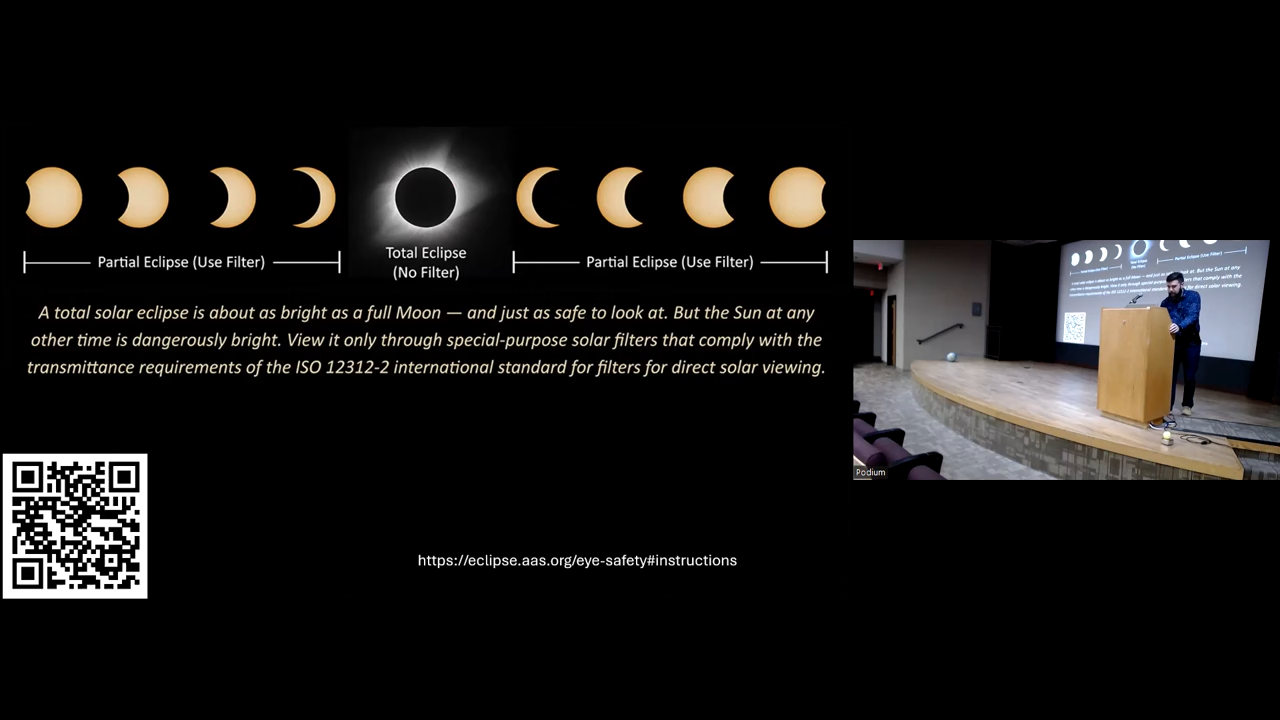 Partial Eclipse (Use Filter)
Total Eclipse
(No Filter)
Partial Eclipse (Use Filter)
A total solar eclipse is about as bright as a full Moon — and just as safe to look at. But the Sun at any
other time is dangerously bright. View it only through special-purpose solar filters that comply with the
transmittance requirements of the ISO 12312-2 international standard for filters for direct solar viewing.
https://eclipse.aas.org/eye-safety#instructions
Podium